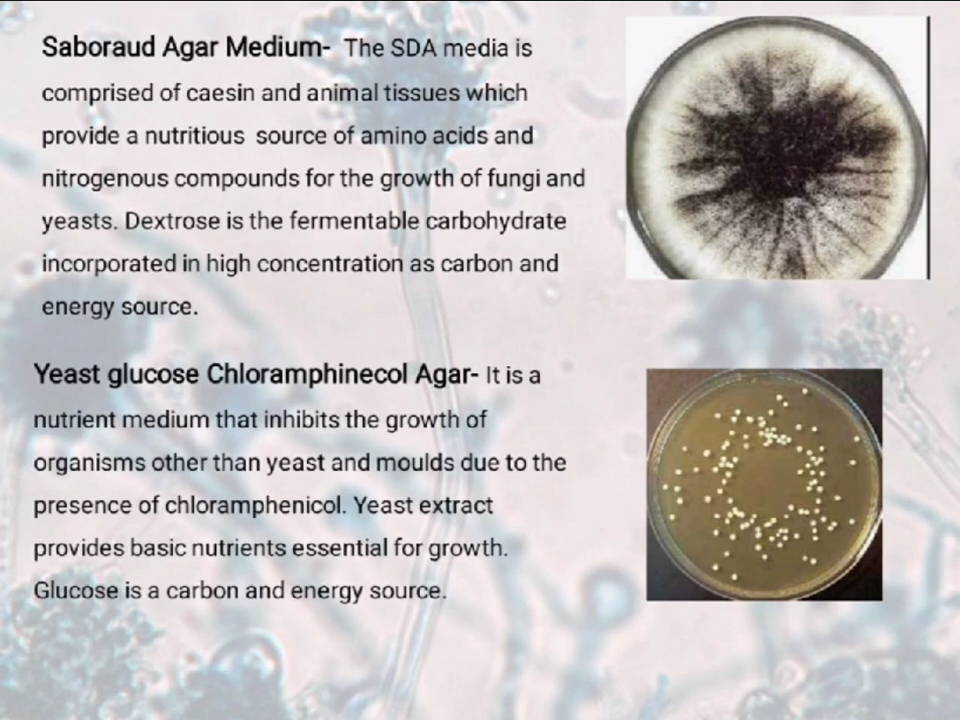 Saboraud Agar Medium- The SDA media is
comprised of caesin and animal tissues which
provide a nutritious source of amino acids and
nitrogenous compounds for the growth of fungi and
yeasts. Dextrose is the fermentable carbohydrate
incorporated in high concentration as carbon and
energy source.
Yeast glucose Chloramphinecol Agar- It is a
nutrient medium that inhibits the growth of
organisms other than yeast and moulds due to the
presence of chloramphenicol. Yeast extract
provides basic nutrients essential for growth.
Glucose is a carbon and energy source.